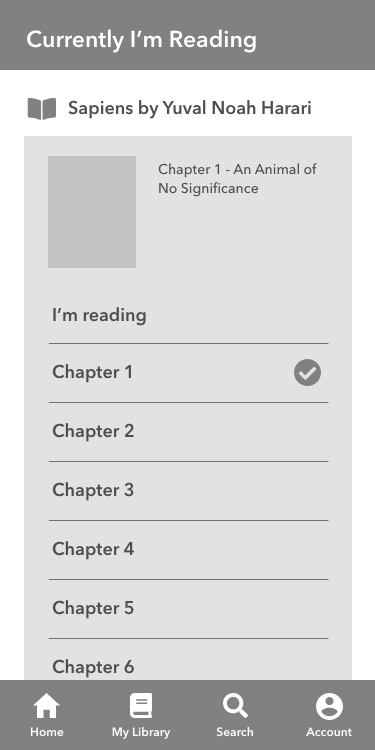 Currently I’m Reading
Sapiens by Yuval Noah Harari
Chapter 1 - An Animal of
No Significance
I’m reading
Chapter 1
Chapter 2
Chapter 3
Chapter 4
Chapter 5
Chapter 6
Home
My Library
Search
Account